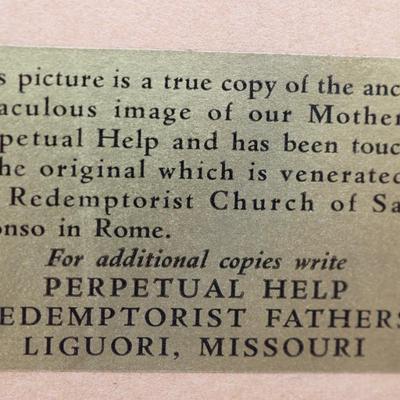 s picture is a true copy of the anc
aculous image of our Mother
petual Help and has been touc
he original which is venerated
Redemptorist Church of Sa
onso in Rome.
For additional copies write
PERPETUAL HELP
EDEMPTORIST FATHERS
LIGUORI, MISSOURI